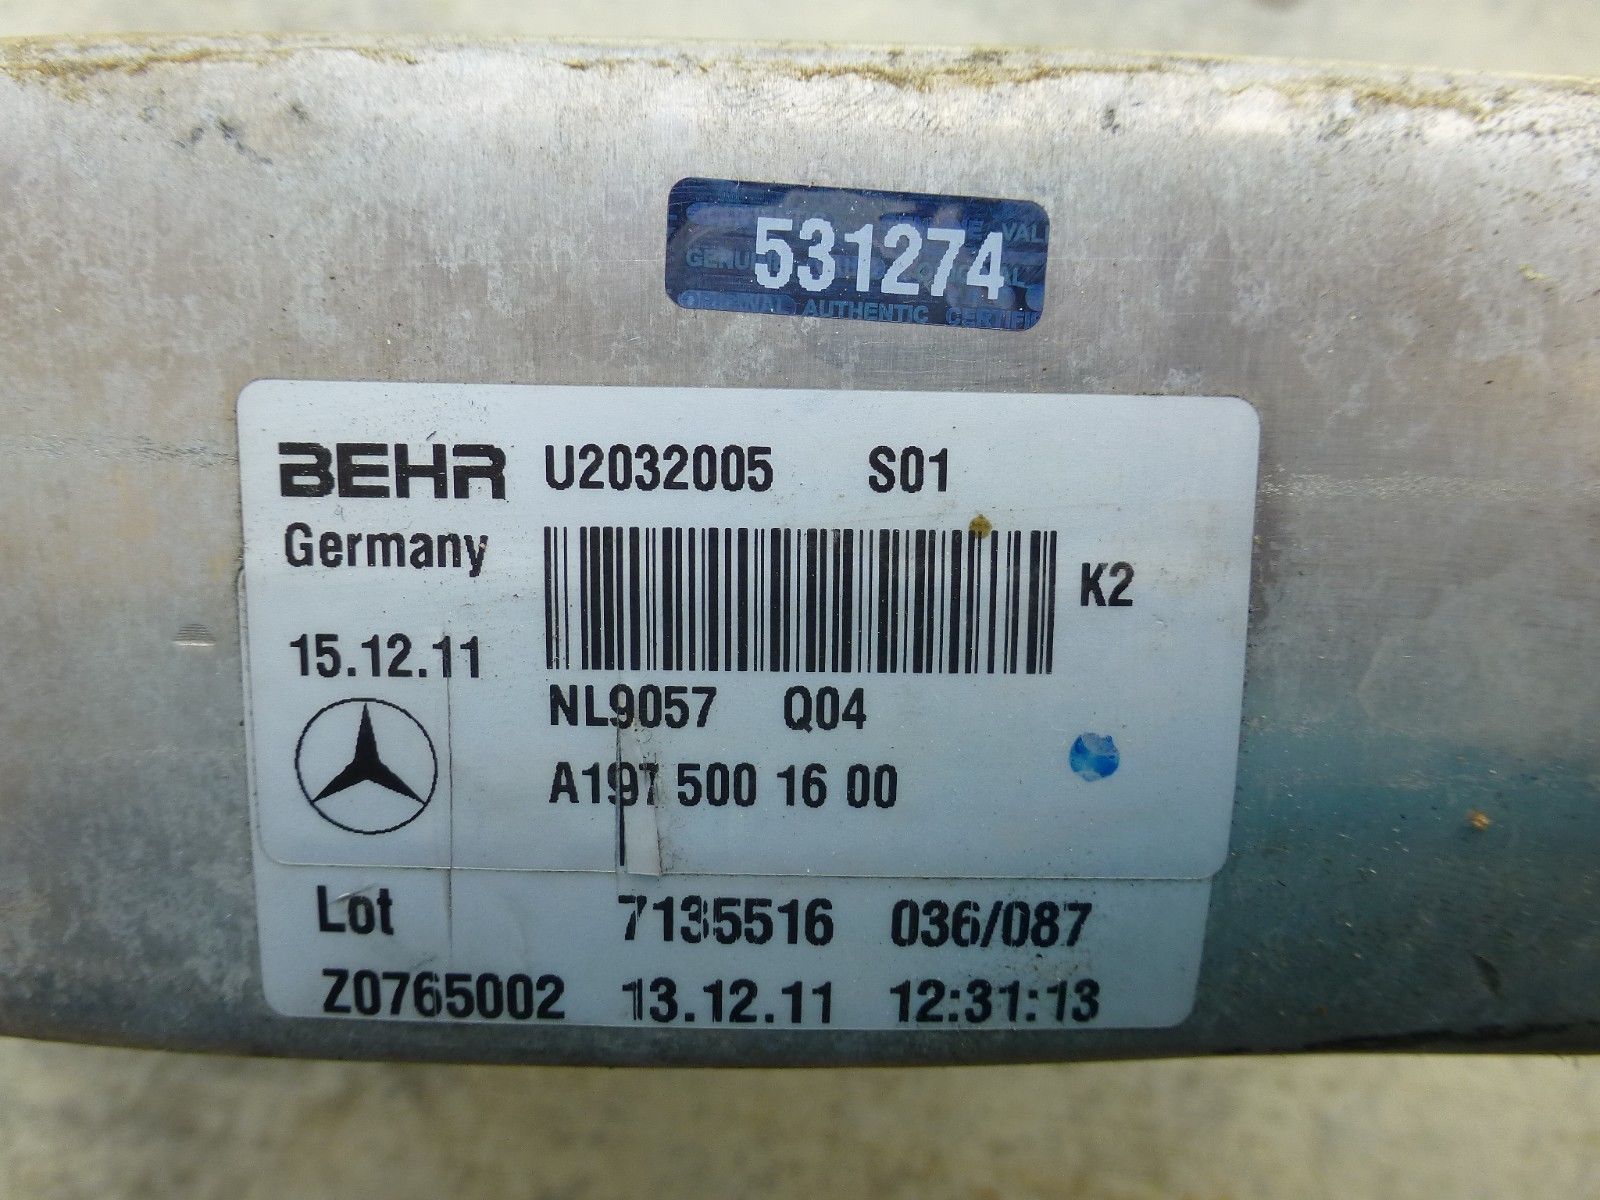 531274
ORIGINAL AUTHENTIC
BEHR U2032005 S01
Germany
K2
15.12.11
NL9057 Q04
A197 500 16 00
Lot 7135516 036/087
Z0765002 13.12.11 12:31:13